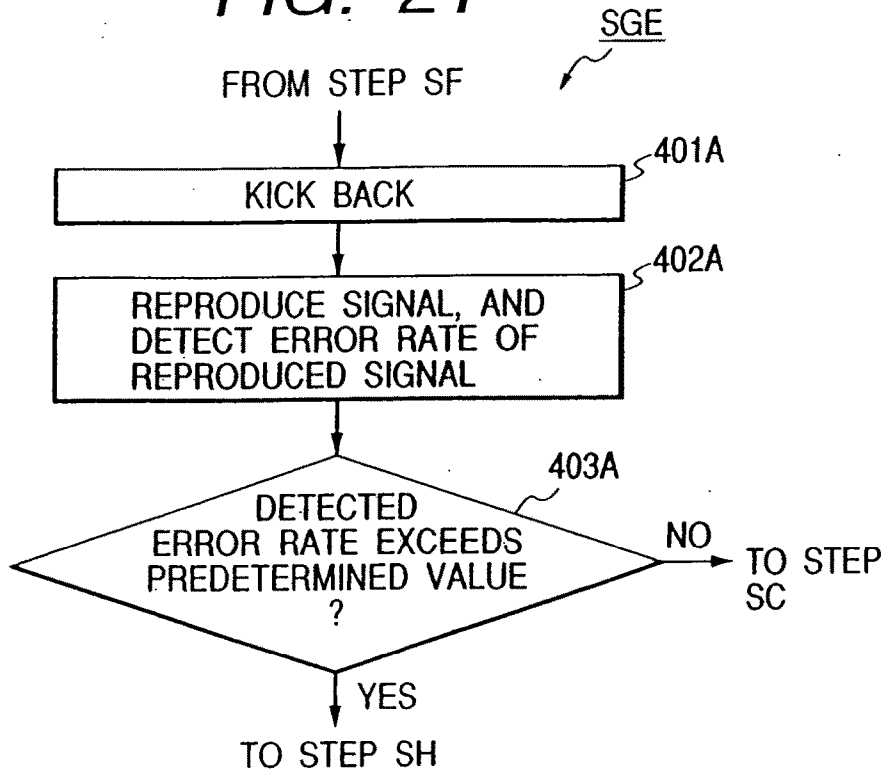 FIG. 21
SGE
FROM STEP SF
401A
KICK BACK
402A
REPRODUCE SIGNAL, AND
DETECT ERROR RATE OF
REPRODUCED SIGNAL
403A
DETECTED
ERROR RATE EXCEEDS
PREDETERMINED VALUE
?
NO
TO STEP
SC
YES
TO STEP SH